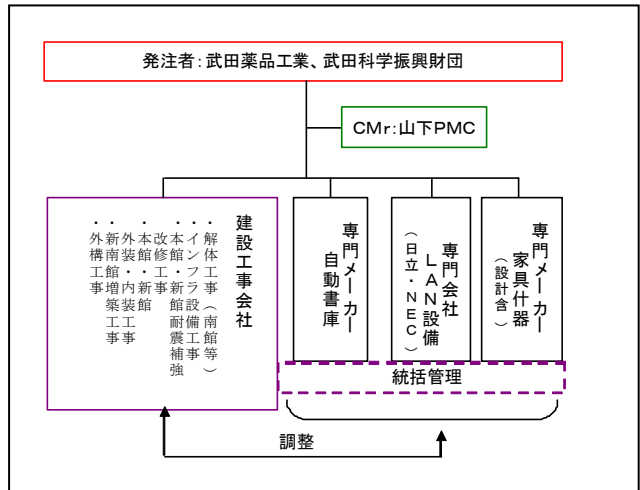 発注者：武田薬品工業、武田科学振興財団
CMr：山下PMC
建設工事会社
・解体工事（南館等）
・インフラ設備工事
・本館・新館耐震補強
改修工事
・本館・新館
外装・内装工事
・新南館増築工事
・外構工事
専門メーカー
自動書庫
専門会社
LAN設備
（日立・NEC）
専門メーカー
家具什器
（設計含）
統括管理
調整